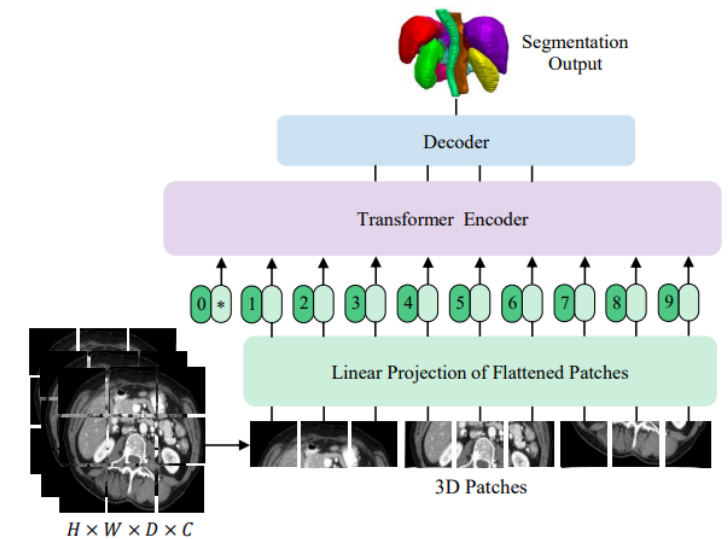 Segmentation
Output
Decoder
Transformer Encoder
0 * 1 2 3 4 5 6 7 8 9
Linear Projection of Flattened Patches
3D Patches
H × W × D × C